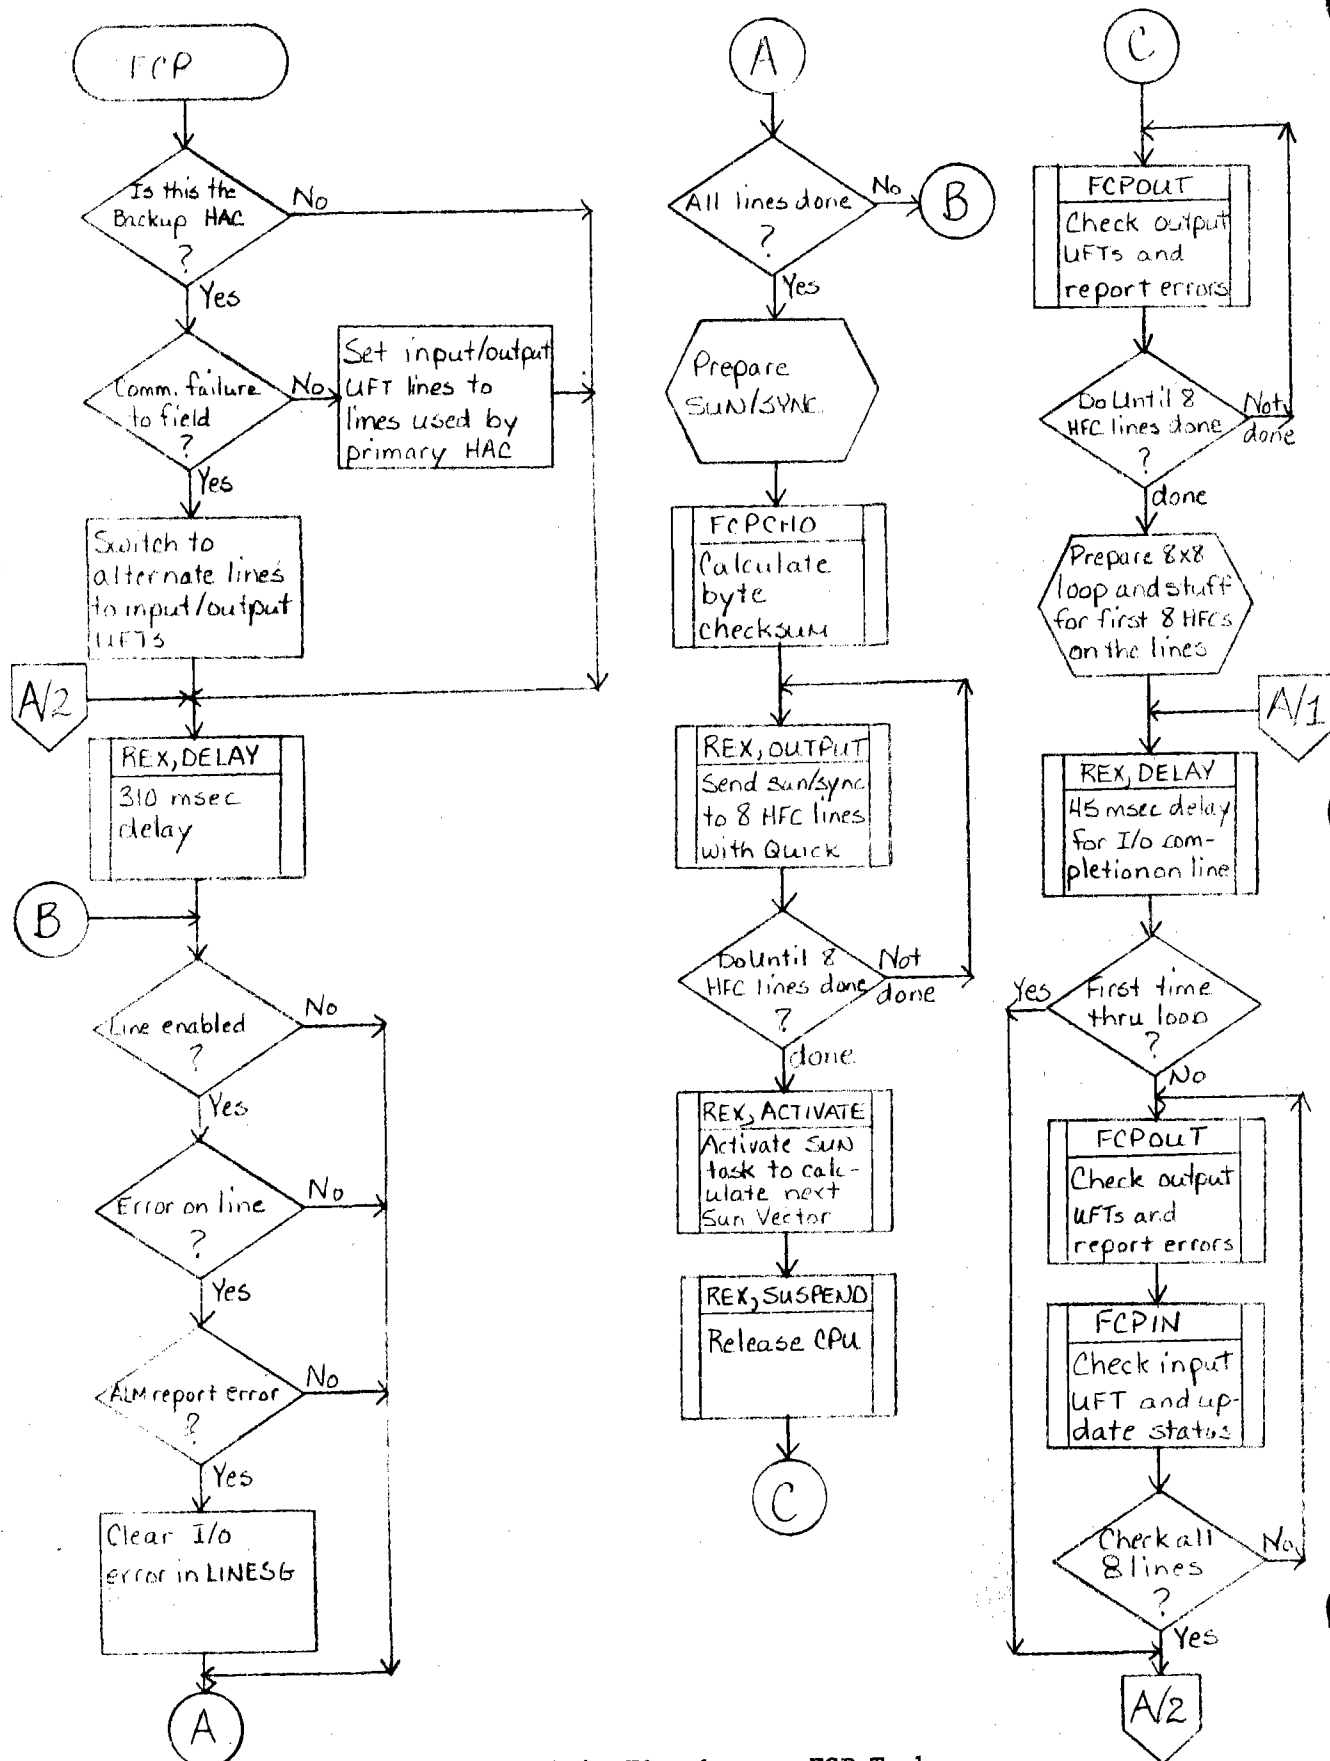 FCP
Is this the
Backup HAC
?
No
Yes
Comm. failure
to field
?
No
Yes
Set input/output
UFT lines to
lines used by
primary HAC
Switch to
alternate lines
to input/output
UFTs
A/2
REX, DELAY
310 msec
delay
B
Line enabled
?
No
Yes
Error on line
?
No
Yes
ALM report error
?
No
Yes
Clear I/O
error in LINESG
A
A
All lines done
?
No
B
Yes
Prepare
SUN/SYNC
FCPCHO
Calculate
byte
checksum
REX, OUTPUT
Send sun/sync
to 8 HFC lines
with Quick
Do Until 8
HFC lines done
?
Not
done
done
REX, ACTIVATE
Activate SUN
task to calc-
ulate next
Sun Vector
REX, SUSPEND
Release CPU
C
C
FCPOUT
Check output
UFTs and
report errors
Do Until 8
HFC lines done
?
Not
done
done
Prepare 8x8
loop and stuff
for first 8 HFCs
on the lines
A/1
REX, DELAY
45 msec delay
for I/O com-
pletion on line
First time
thru loop
?
Yes
No
FCPOUT
Check output
UFTs and
report errors
FCPIN
Check input
UFT and up-
date status
Check all
8 lines
?
No
Yes
A/2